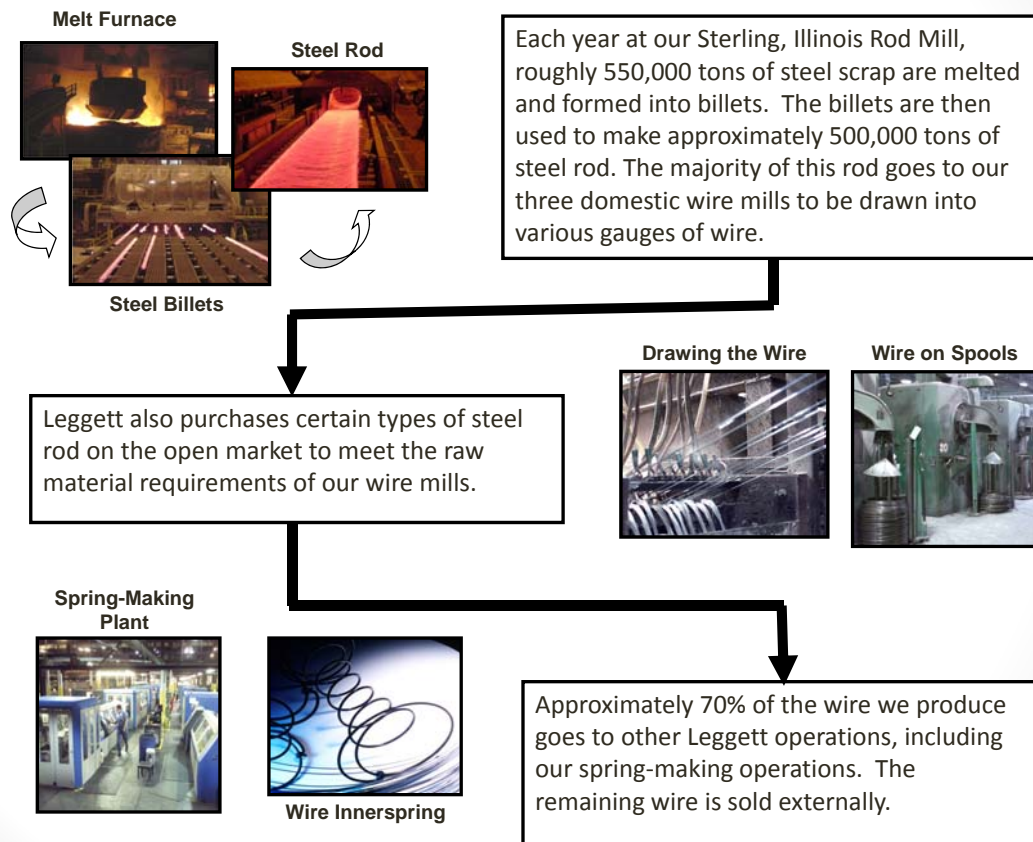 Melt Furnace
Steel Rod
Each year at our Sterling, Illinois Rod Mill,
roughly 550,000 tons of steel scrap are melted
and formed into billets.  The billets are then
used to make approximately 500,000 tons of
steel rod. The majority of this rod goes to our
three domestic wire mills to be drawn into
various gauges of wire.
Steel Billets
Drawing the Wire
Wire on Spools
Leggett also purchases certain types of steel
rod on the open market to meet the raw
material requirements of our wire mills.
Spring-Making
Plant
Wire Innerspring
Approximately 70% of the wire we produce
goes to other Leggett operations, including
our spring-making operations.  The
remaining wire is sold externally.